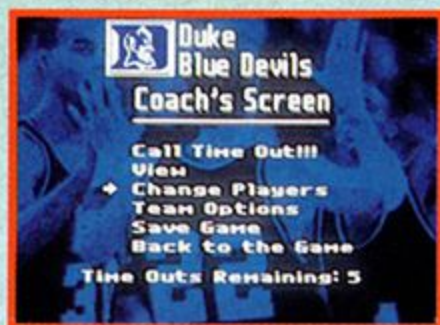 Duke
Blue Devils
Coach's Screen
Call Time Out!!!
View
Change Players
Team Options
Save Game
Back to the Game
Time Outs Remaining: 5